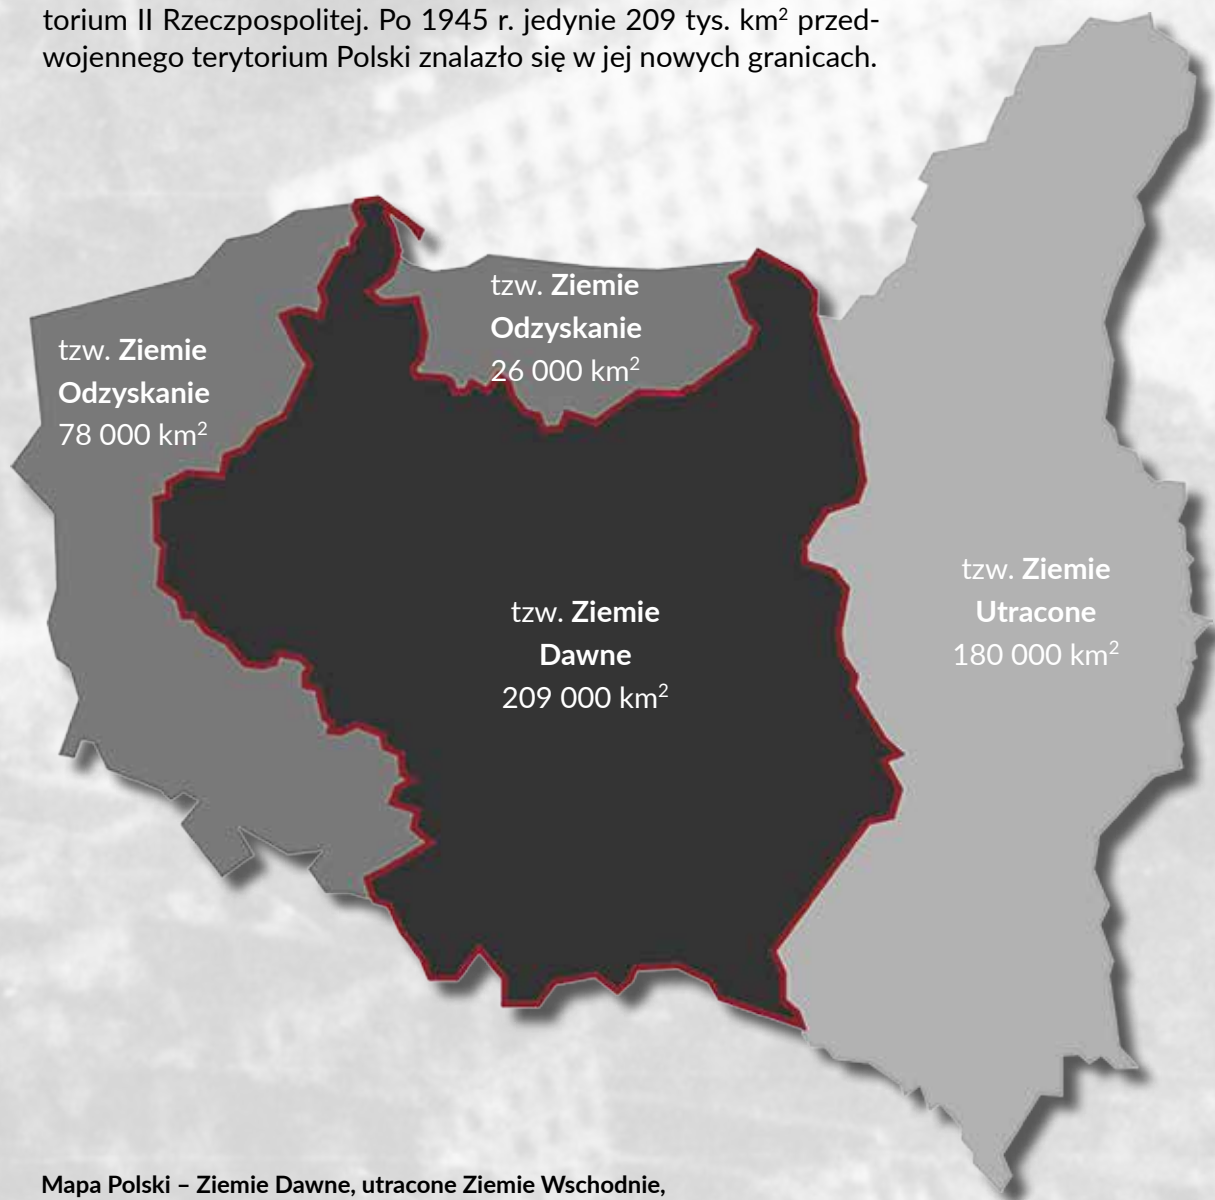 torium II Rzeczpospolitej. Po 1945 r. jedynie 209 tys. km² przed-
wojennego terytorium Polski znalazło się w jej nowych granicach.
tzw. Ziemie
Odzyskanie
26 000 km²
tzw. Ziemie
Odzyskanie
78 000 km²
tzw. Ziemie
Utracone
180 000 km²
tzw. Ziemie
Dawne
209 000 km²
Mapa Polski – Ziemie Dawne, utracone Ziemie Wschodnie,